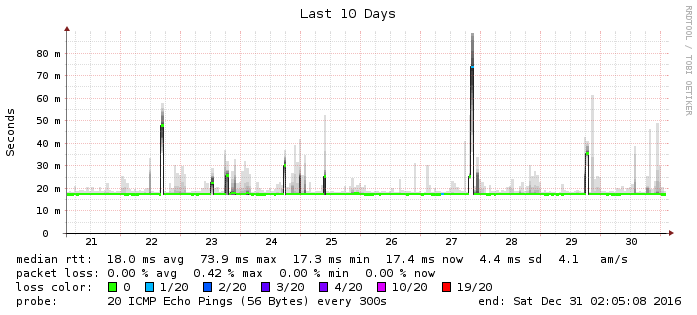 Last 10 Days
RRDTOOL / TOBI OETIKER
Seconds
80 m
70 m
60 m
50 m
40 m
30 m
20 m
10 m
0
21 22 23 24 25 26 27 28 29 30
median rtt: 18.0 ms avg 73.9 ms max 17.3 ms min 17.4 ms now 4.4 ms sd 4.1 am/s
packet loss: 0.00 % avg 0.42 % max 0.00 % min 0.00 % now
loss color: 0 1/20 2/20 3/20 4/20 10/20 19/20
probe: 20 ICMP Echo Pings (56 Bytes) every 300s end: Sat Dec 31 02:05:08 2016